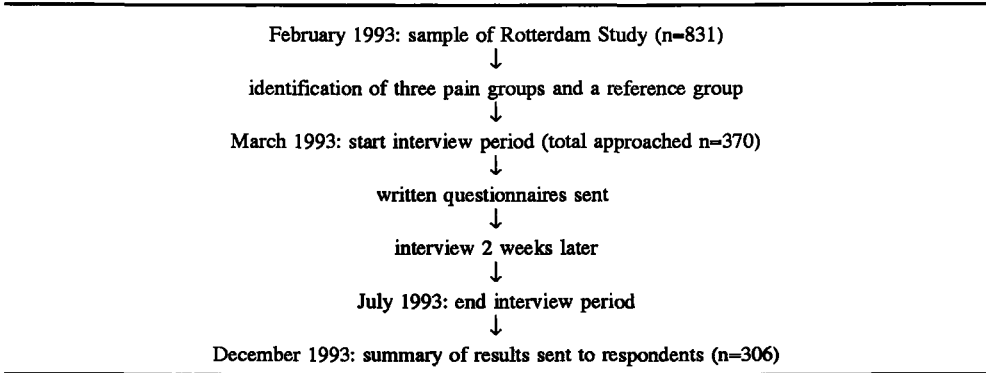 February 1993: sample of Rotterdam Study (n=831)
↓
identification of three pain groups and a reference group
↓
March 1993: start interview period (total approached n=370)
↓
written questionnaires sent
↓
interview 2 weeks later
↓
July 1993: end interview period
↓
December 1993: summary of results sent to respondents (n=306)